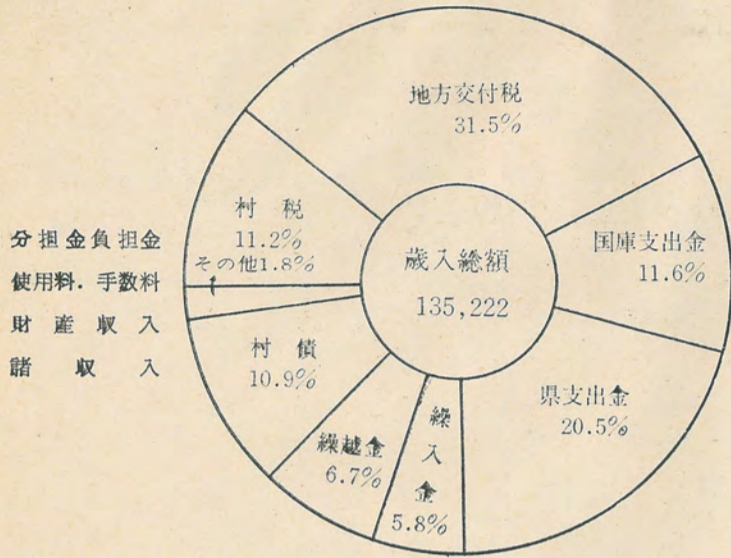 地方交付税
31.5%
国庫支出金
11.6%
県支出金
20.5%
繰入金
5.8%
繰越金
6.7%
村債
10.9%
その他1.8%
村税
11.2%
歳入総額
135,222
分担金負担金
使用料.手数料
財産収入
諸収入